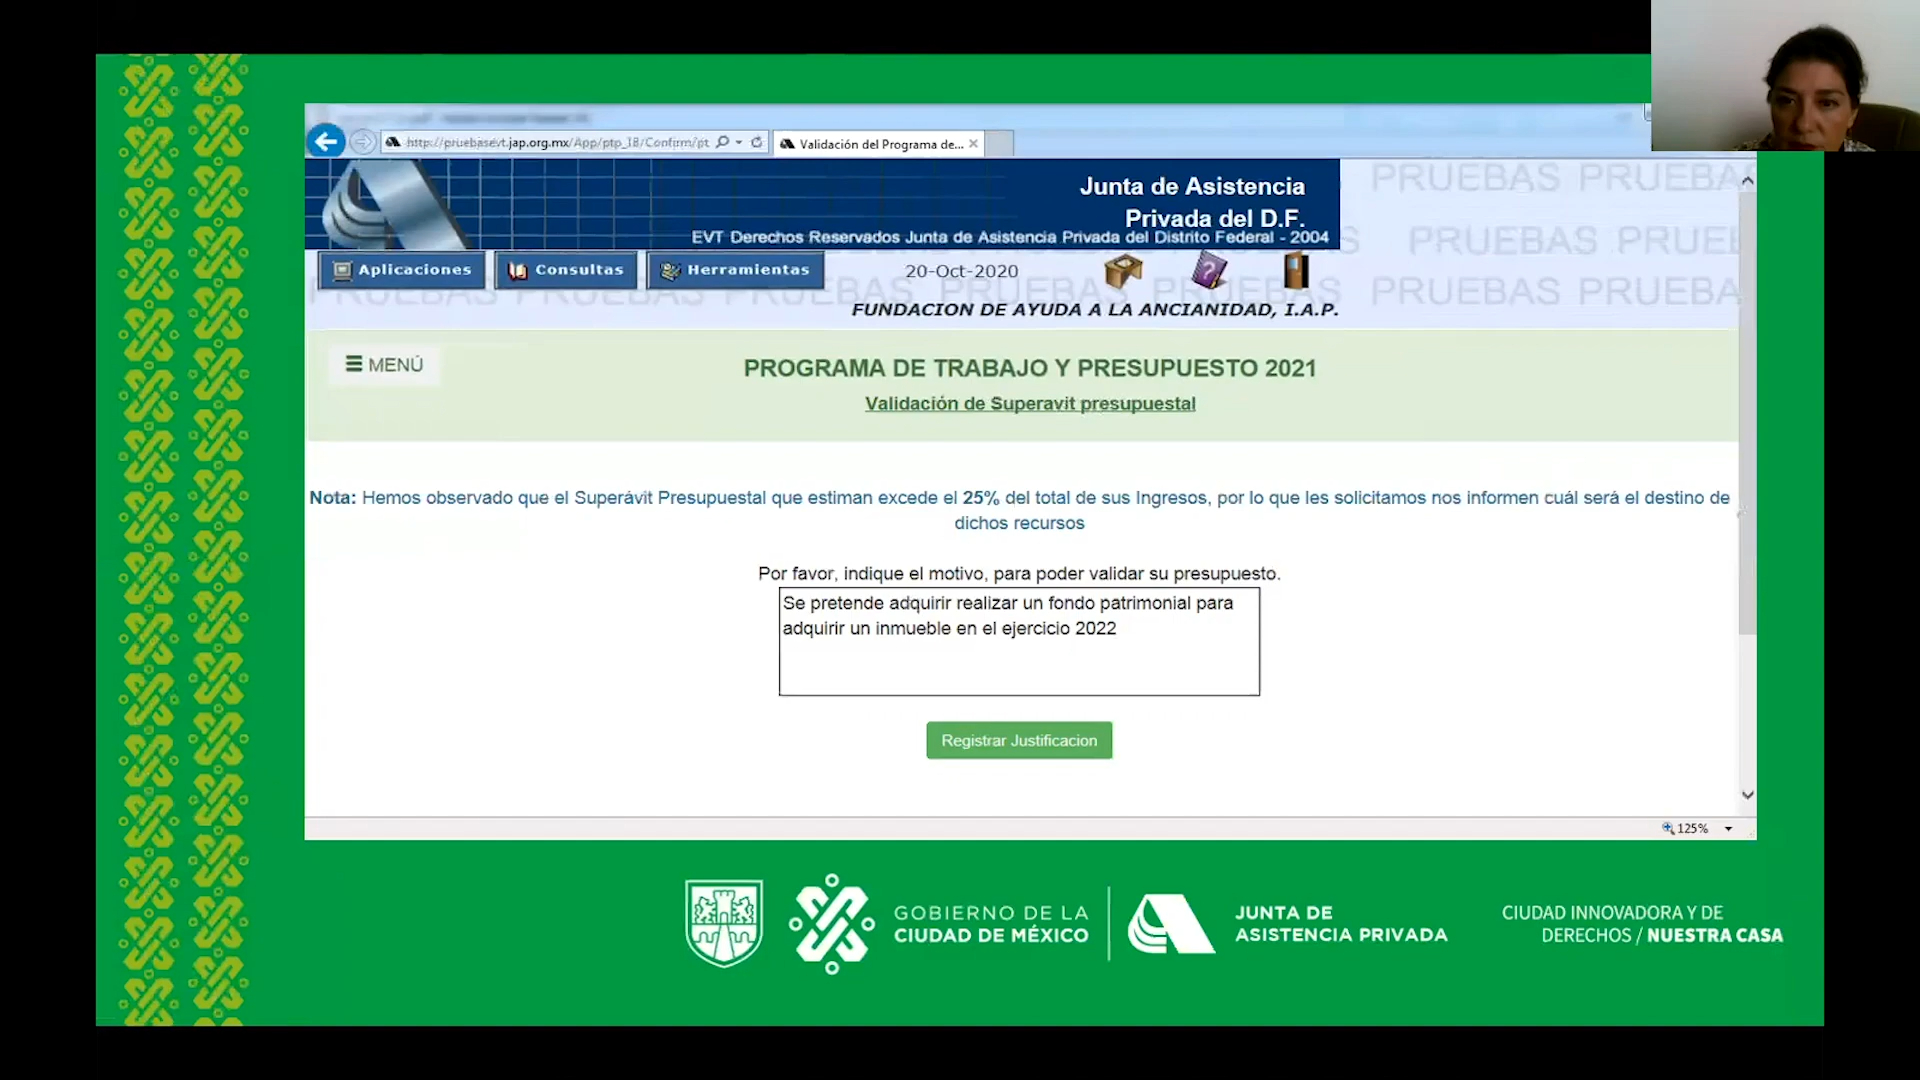 http://pruebasevt.jap.org.mx/App/ptp_18/Confirm/pt
Validación del Programa de...
Junta de Asistencia
Privada del D.F.
EVT Derechos Reservados Junta de Asistencia Privada del Distrito Federal - 2004
PRUEBAS PRUEBA
PRUEBAS PRUEB
Aplicaciones
Consultas
Herramientas
20-Oct-2020
PRUEBAS PRUEBAS PRUEBAS PRUEBAS PRUEBA
FUNDACION DE AYUDA A LA ANCIANIDAD, I.A.P.
MENÚ
PROGRAMA DE TRABAJO Y PRESUPUESTO 2021
Validación de Superavit presupuestal
Nota: Hemos observado que el Superávit Presupuestal que estiman excede el 25% del total de sus Ingresos, por lo que les solicitamos nos informen cuál será el destino de
dichos recursos
Por favor, indique el motivo, para poder validar su presupuesto.
Se pretende adquirir realizar un fondo patrimonial para
adquirir un inmueble en el ejercicio 2022
Registrar Justificacion
125%
GOBIERNO DE LA
CIUDAD DE MÉXICO
JUNTA DE
ASISTENCIA PRIVADA
CIUDAD INNOVADORA Y DE
DERECHOS / NUESTRA CASA